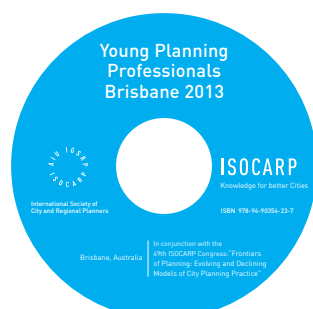 Young Planning
Professionals
Brisbane 2013
AIU IGSRP
ISOCARP
ISOCARP
Knowledge for better Cities
International Society of
City and Regional Planners
ISBN 978-94-90354-23-7
Brisbane, Australia
In conjunction with the
49th ISOCARP Congress:"Frontiers
of Planning: Evolving and Declining
Models of City Planning Practice"